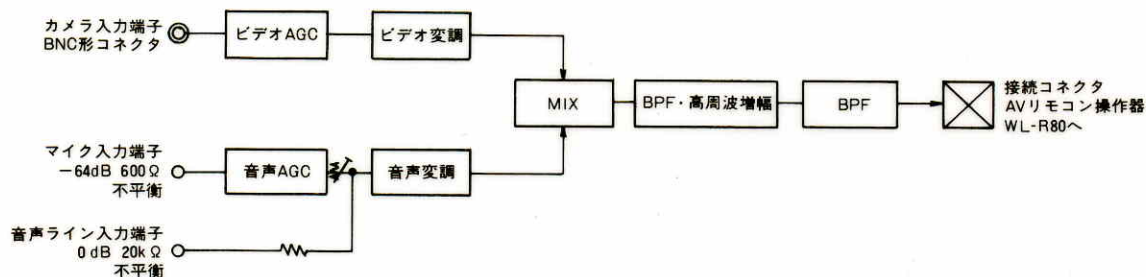 カメラ入力端子
BNC形コネクタ
ビデオAGC
ビデオ変調
MIX
BPF・高周波増幅
BPF
接続コネクタ
AVリモコン操作器
WL-R80へ
マイク入力端子
−64dB 600Ω
不平衡
音声AGC
音声変調
音声ライン入力端子
0dB 20kΩ
不平衡